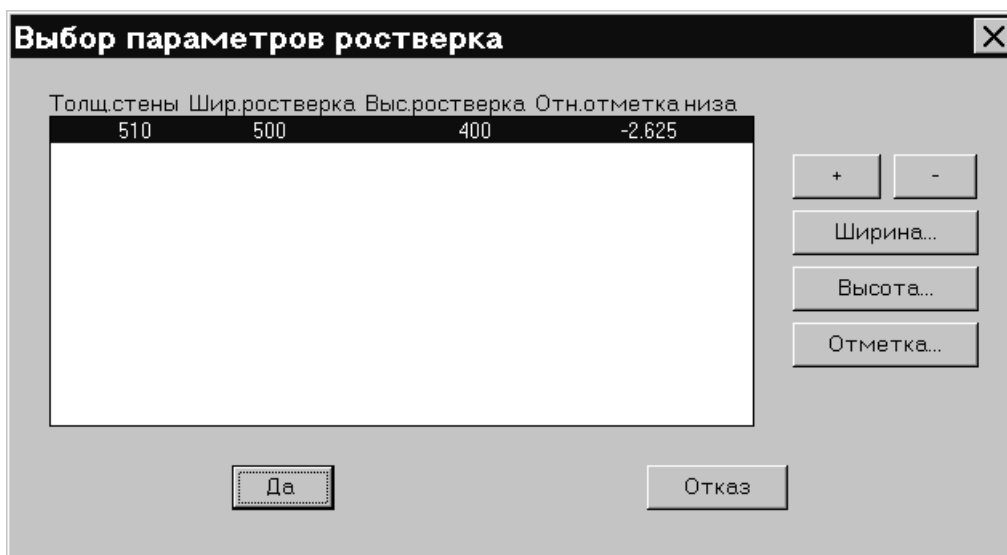 Выбор параметров ростверка
Толщ.стены Шир.ростверка Выс.ростверка Отн.отметка низа
510 500 400 -2.625
+ -
Ширина...
Высота...
Отметка...
Да Отказ